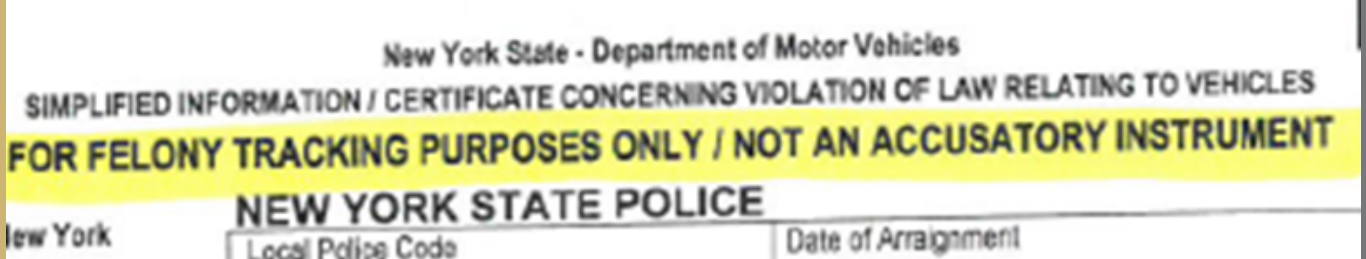 New York State - Department of Motor Vehicles
SIMPLIFIED INFORMATION / CERTIFICATE CONCERNING VIOLATION OF LAW RELATING TO VEHICLES
FOR FELONY TRACKING PURPOSES ONLY / NOT AN ACCUSATORY INSTRUMENT
NEW YORK STATE POLICE
ew York
Local Police Code
Date of Arraignment